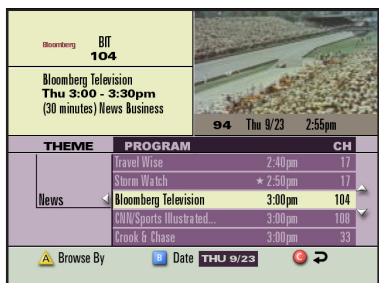 Bloomberg BIT
104
Bloomberg Television
Thu 3:00 - 3:30pm
(30 minutes) News Business
94 Thu 9/23 2:55pm
THEME PROGRAM CH
Travel Wise 2:40pm 17
Storm Watch ★ 2:50pm 17
News Bloomberg Television 3:00pm 104
CNN/Sports Illustrated... 3:00pm 108
Crook & Chase 3:00pm 33
A Browse By B Date THU 9/23 C